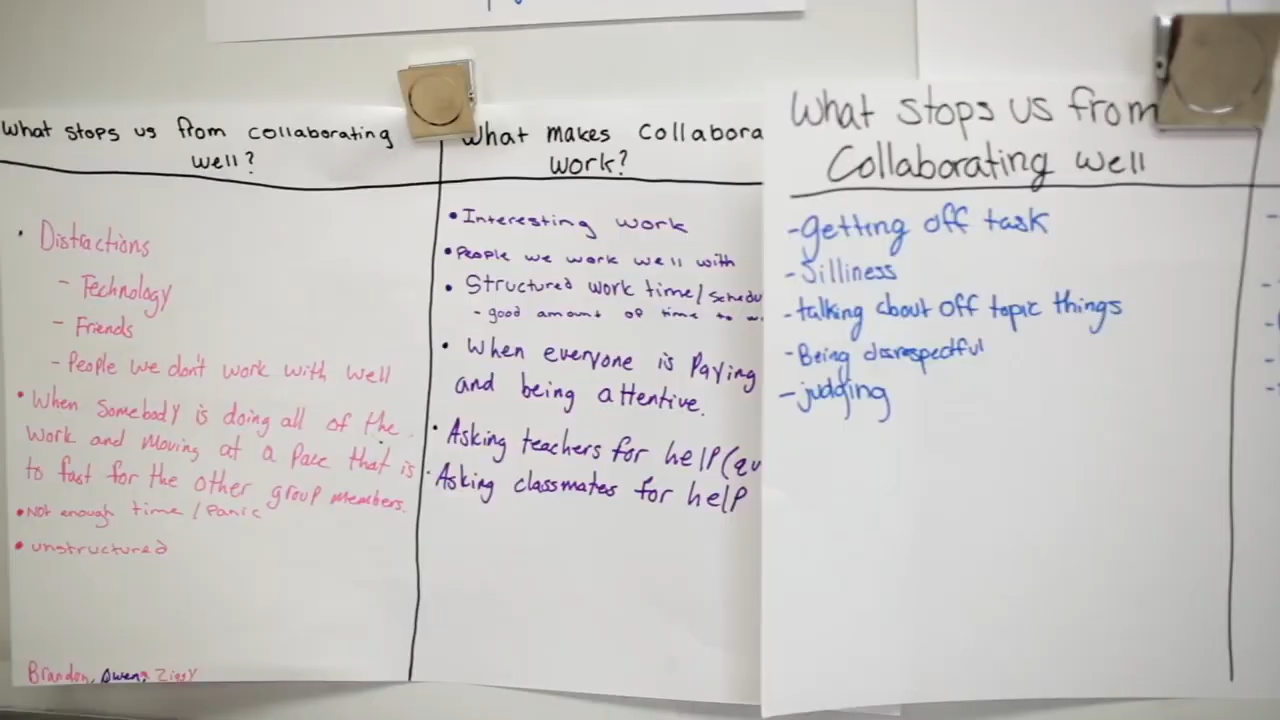 What stops us from collaborating
well?
• Distractions
- Technology
- Friends
- People we don't work with well
• When somebody is doing all of the
work and moving at a pace that is
to fast for the other group members.
• Not enough time / Panic
• unstructured
Brandon, Owen, Ziggy
What makes Collabora
work?
• Interesting work
• People we work well with
• Structured work time/schedu
- good amount of time to w
• When everyone is Paying
and being attentive.
• Asking teachers for help (qu
• Asking classmates for help
What stops us from
Collaborating well
- getting off task
- Silliness
- talking about off topic things
- Being disrespectful
- judging